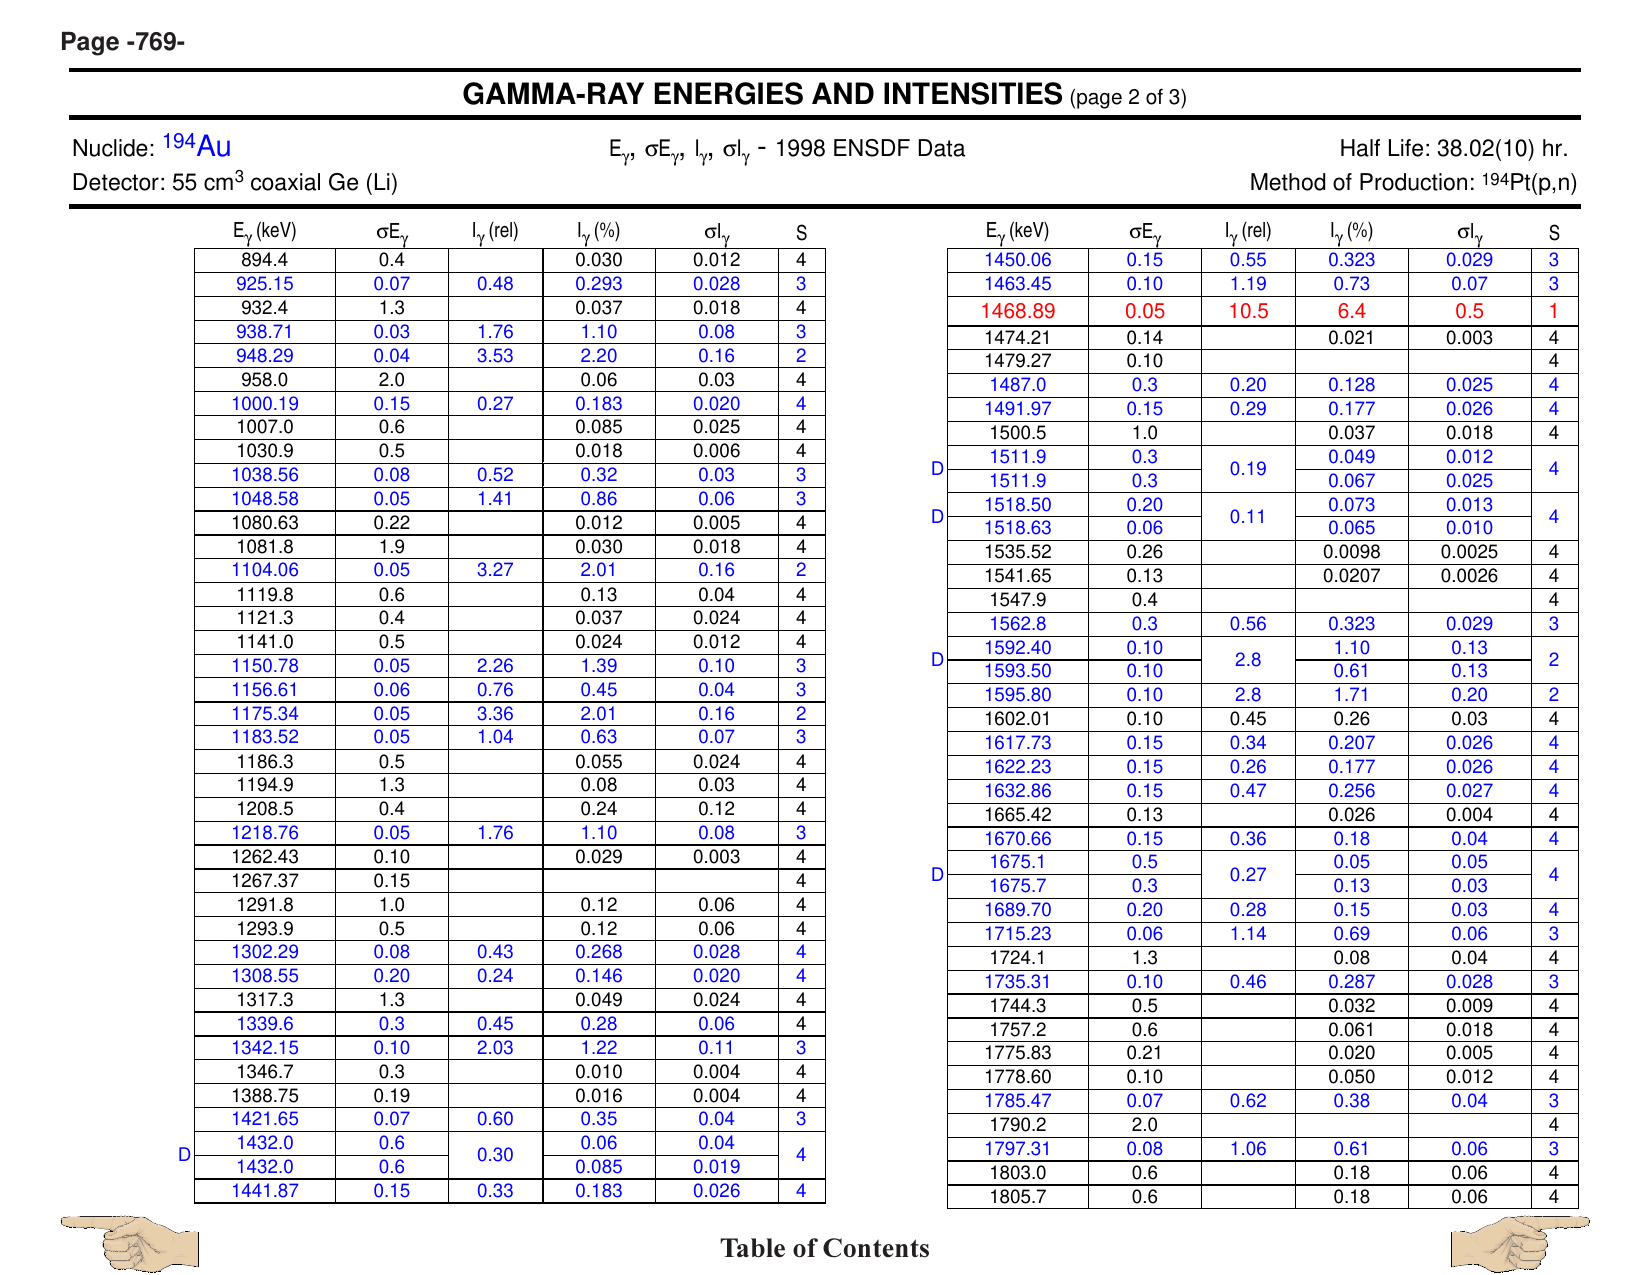 Page -769-
GAMMA-RAY ENERGIES AND INTENSITIES (page 2 of 3)
Nuclide: ¹⁹⁴Au
Eγ, σEγ, Iγ, σIγ - 1998 ENSDF Data
Half Life: 38.02(10) hr.
Detector: 55 cm³ coaxial Ge (Li)
Method of Production: ¹⁹⁴Pt(p,n)
Eγ (keV) σEγ Iγ (rel) Iγ (%) σIγ S
894.4 0.4 0.030 0.012 4
925.15 0.07 0.48 0.293 0.028 3
932.4 1.3 0.037 0.018 4
938.71 0.03 1.76 1.10 0.08 3
948.29 0.04 3.53 2.20 0.16 2
958.0 2.0 0.06 0.03 4
1000.19 0.15 0.27 0.183 0.020 4
1007.0 0.6 0.085 0.025 4
1030.9 0.5 0.018 0.006 4
1038.56 0.08 0.52 0.32 0.03 3
1048.58 0.05 1.41 0.86 0.06 3
1080.63 0.22 0.012 0.005 4
1081.8 1.9 0.030 0.018 4
1104.06 0.05 3.27 2.01 0.16 2
1119.8 0.6 0.13 0.04 4
1121.3 0.4 0.037 0.024 4
1141.0 0.5 0.024 0.012 4
1150.78 0.05 2.26 1.39 0.10 3
1156.61 0.06 0.76 0.45 0.04 3
1175.34 0.05 3.36 2.01 0.16 2
1183.52 0.05 1.04 0.63 0.07 3
1186.3 0.5 0.055 0.024 4
1194.9 1.3 0.08 0.03 4
1208.5 0.4 0.24 0.12 4
1218.76 0.05 1.76 1.10 0.08 3
1262.43 0.10 0.029 0.003 4
1267.37 0.15 4
1291.8 1.0 0.12 0.06 4
1293.9 0.5 0.12 0.06 4
1302.29 0.08 0.43 0.268 0.028 4
1308.55 0.20 0.24 0.146 0.020 4
1317.3 1.3 0.049 0.024 4
1339.6 0.3 0.45 0.28 0.06 4
1342.15 0.10 2.03 1.22 0.11 3
1346.7 0.3 0.010 0.004 4
1388.75 0.19 0.016 0.004 4
1421.65 0.07 0.60 0.35 0.04 3
D 1432.0 0.6 0.30 0.06 0.04 4
1432.0 0.6 0.085 0.019
1441.87 0.15 0.33 0.183 0.026 4
Eγ (keV) σEγ Iγ (rel) Iγ (%) σIγ S
1450.06 0.15 0.55 0.323 0.029 3
1463.45 0.10 1.19 0.73 0.07 3
1468.89 0.05 10.5 6.4 0.5 1
1474.21 0.14 0.021 0.003 4
1479.27 0.10 4
1487.0 0.3 0.20 0.128 0.025 4
1491.97 0.15 0.29 0.177 0.026 4
1500.5 1.0 0.037 0.018 4
D 1511.9 0.3 0.19 0.049 0.012 4
1511.9 0.3 0.067 0.025
D 1518.50 0.20 0.11 0.073 0.013 4
1518.63 0.06 0.065 0.010
1535.52 0.26 0.0098 0.0025 4
1541.65 0.13 0.0207 0.0026 4
1547.9 0.4 4
1562.8 0.3 0.56 0.323 0.029 3
D 1592.40 0.10 2.8 1.10 0.13 2
1593.50 0.10 0.61 0.13
1595.80 0.10 2.8 1.71 0.20 2
1602.01 0.10 0.45 0.26 0.03 4
1617.73 0.15 0.34 0.207 0.026 4
1622.23 0.15 0.26 0.177 0.026 4
1632.86 0.15 0.47 0.256 0.027 4
1665.42 0.13 0.026 0.004 4
1670.66 0.15 0.36 0.18 0.04 4
D 1675.1 0.5 0.27 0.05 0.05 4
1675.7 0.3 0.13 0.03
1689.70 0.20 0.28 0.15 0.03 4
1715.23 0.06 1.14 0.69 0.06 3
1724.1 1.3 0.08 0.04 4
1735.31 0.10 0.46 0.287 0.028 3
1744.3 0.5 0.032 0.009 4
1757.2 0.6 0.061 0.018 4
1775.83 0.21 0.020 0.005 4
1778.60 0.10 0.050 0.012 4
1785.47 0.07 0.62 0.38 0.04 3
1790.2 2.0 4
1797.31 0.08 1.06 0.61 0.06 3
1803.0 0.6 0.18 0.06 4
1805.7 0.6 0.18 0.06 4
Table of Contents